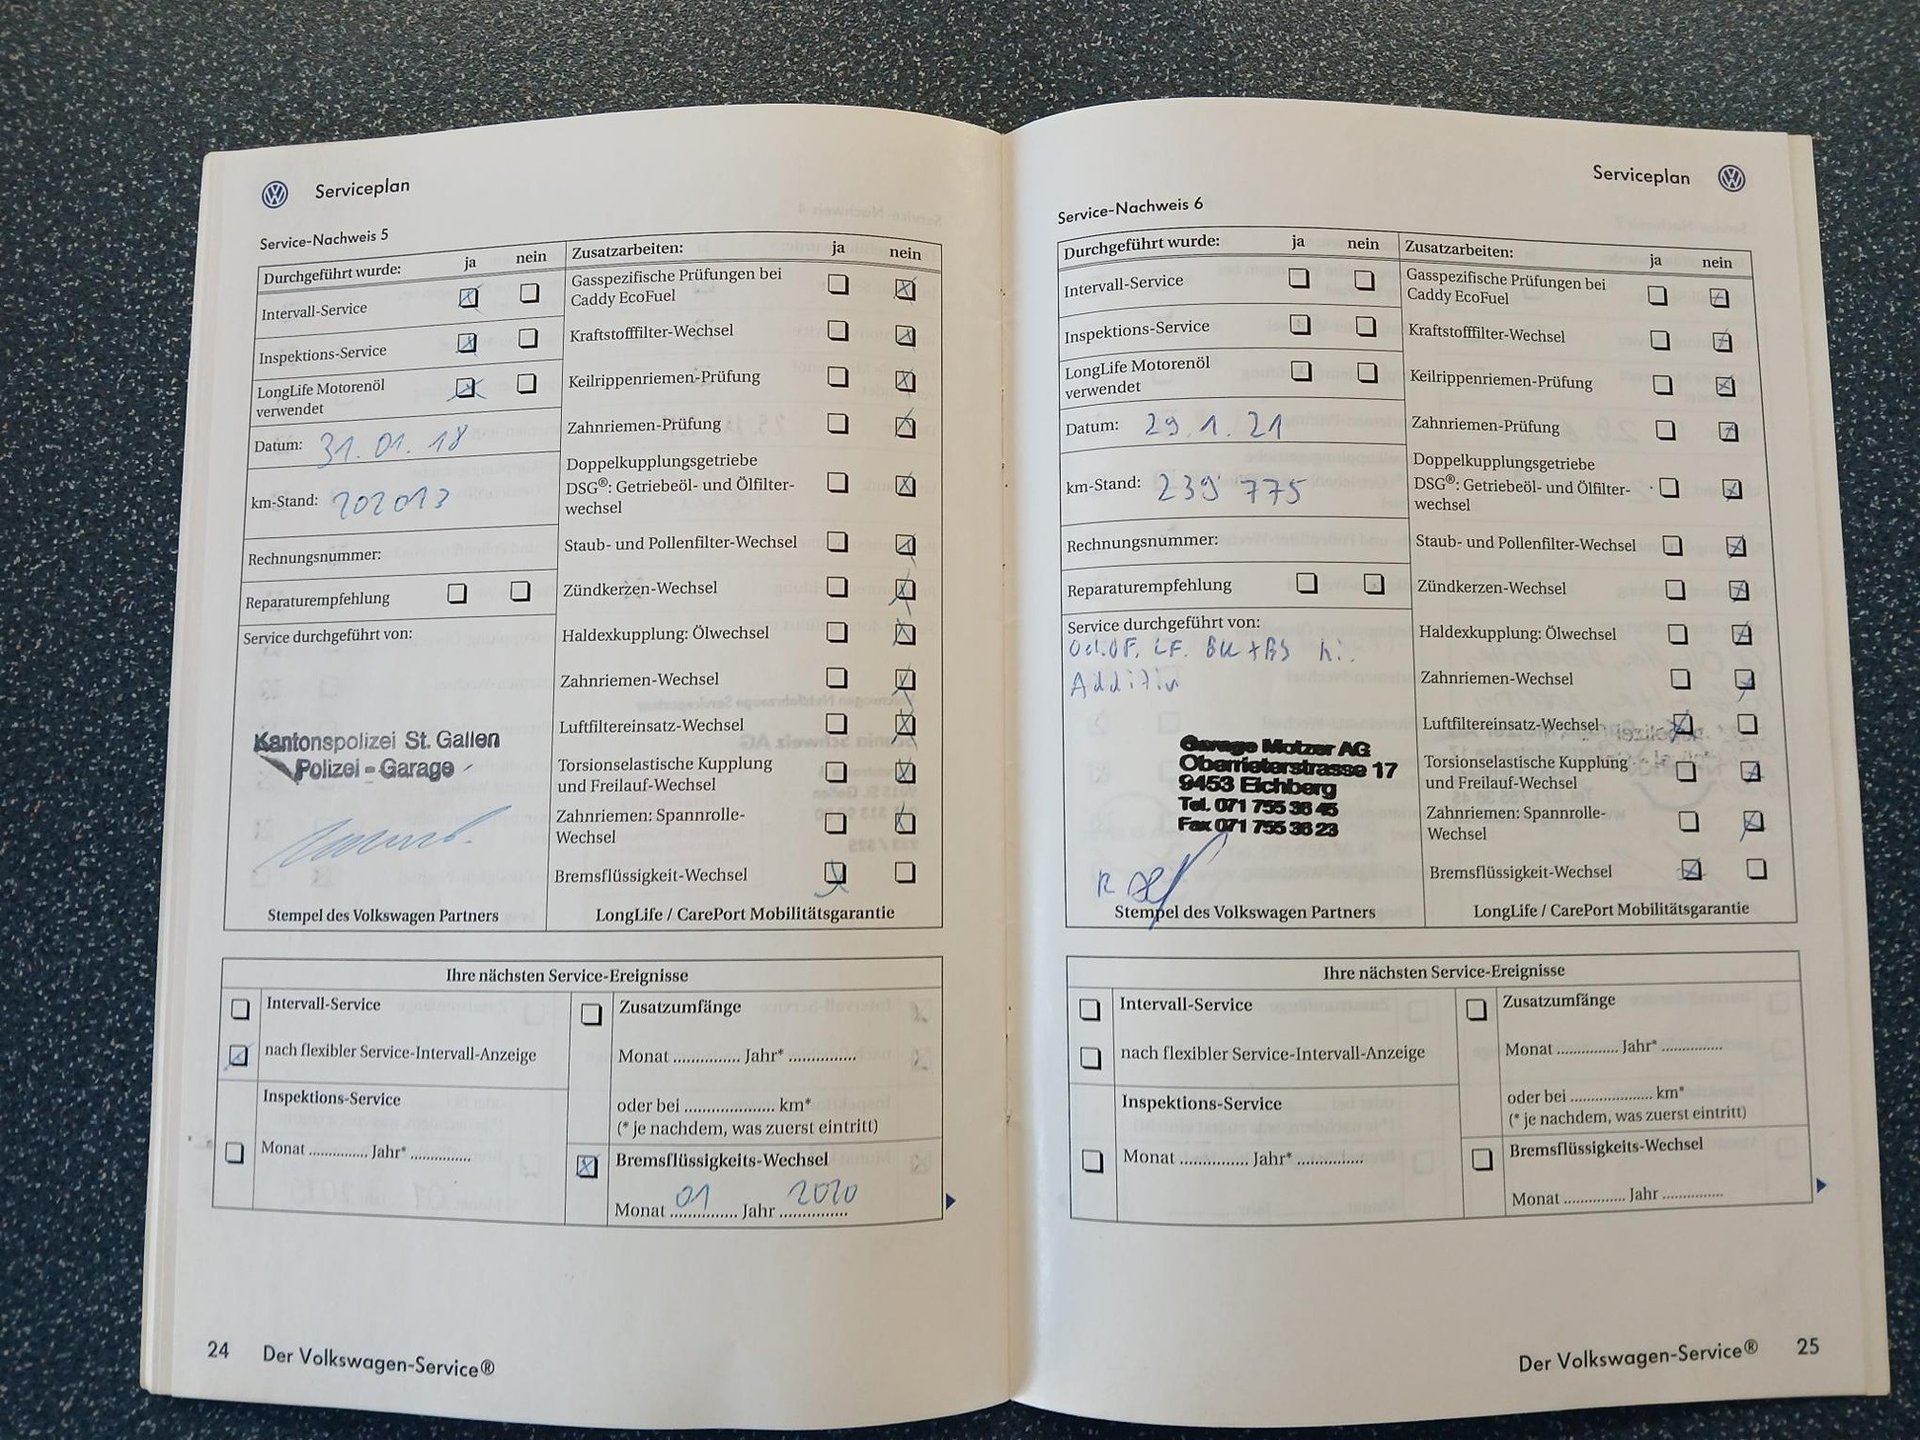 Serviceplan
Service-Nachweis 5
Durchgeführt wurde: ja nein
Intervall-Service
Inspektions-Service
LongLife Motorenöl
verwendet
Datum: 31.01.18
km-Stand: 202013
Rechnungsnummer:
Reparaturempfehlung
Service durchgeführt von:
Kantonspolizei St. Gallen
Polizei - Garage
Stempel des Volkswagen Partners
Zusatzarbeiten: ja nein
Gasspezifische Prüfungen bei
Caddy EcoFuel
Kraftstofffilter-Wechsel
Keilrippenriemen-Prüfung
Zahnriemen-Prüfung
Doppelkupplungsgetriebe
DSG®: Getriebeöl- und Ölfilter-
wechsel
Staub- und Pollenfilter-Wechsel
Zündkerzen-Wechsel
Haldexkupplung: Ölwechsel
Zahnriemen-Wechsel
Luftfiltereinsatz-Wechsel
Torsionselastische Kupplung
und Freilauf-Wechsel
Zahnriemen: Spannrolle-
Wechsel
Bremsflüssigkeit-Wechsel
LongLife / CarePort Mobilitätsgarantie
Ihre nächsten Service-Ereignisse
Intervall-Service
nach flexibler Service-Intervall-Anzeige
Inspektions-Service
Monat .............. Jahr* ..............
Zusatzumfänge
Monat .............. Jahr* ..............
oder bei ..................... km*
(* je nachdem, was zuerst eintritt)
Bremsflüssigkeits-Wechsel
Monat 01 Jahr 2020
24 Der Volkswagen-Service®
Serviceplan
Service-Nachweis 6
Durchgeführt wurde: ja nein
Intervall-Service
Inspektions-Service
LongLife Motorenöl
verwendet
Datum: 29.1.21
km-Stand: 239 775
Rechnungsnummer:
Reparaturempfehlung
Service durchgeführt von:
LF. BK + BS hi.
Additiv
Garage Motzer AG
Oberrieterstrasse 17
9453 Eichberg
Tel. 071 755 36 45
Fax 071 755 36 23
Stempel des Volkswagen Partners
Zusatzarbeiten: ja nein
Gasspezifische Prüfungen bei
Caddy EcoFuel
Kraftstofffilter-Wechsel
Keilrippenriemen-Prüfung
Zahnriemen-Prüfung
Doppelkupplungsgetriebe
DSG®: Getriebeöl- und Ölfilter-
wechsel
Staub- und Pollenfilter-Wechsel
Zündkerzen-Wechsel
Haldexkupplung: Ölwechsel
Zahnriemen-Wechsel
Luftfiltereinsatz-Wechsel
Torsionselastische Kupplung
und Freilauf-Wechsel
Zahnriemen: Spannrolle-
Wechsel
Bremsflüssigkeit-Wechsel
LongLife / CarePort Mobilitätsgarantie
Ihre nächsten Service-Ereignisse
Intervall-Service
nach flexibler Service-Intervall-Anzeige
Inspektions-Service
Monat .............. Jahr* ..............
Zusatzumfänge
Monat .............. Jahr* ..............
oder bei ..................... km*
(* je nachdem, was zuerst eintritt)
Bremsflüssigkeits-Wechsel
Monat .............. Jahr ..............
Der Volkswagen-Service® 25